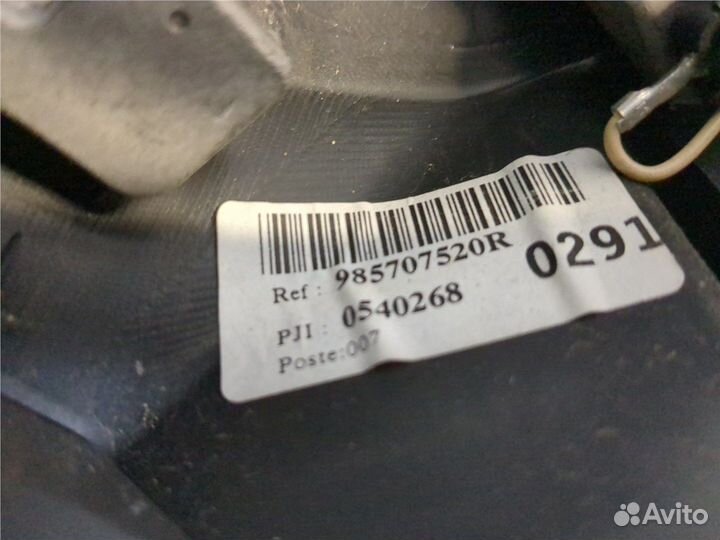 Ref : 985707520R
0291
PJI : 0540268
Poste:007
Avito